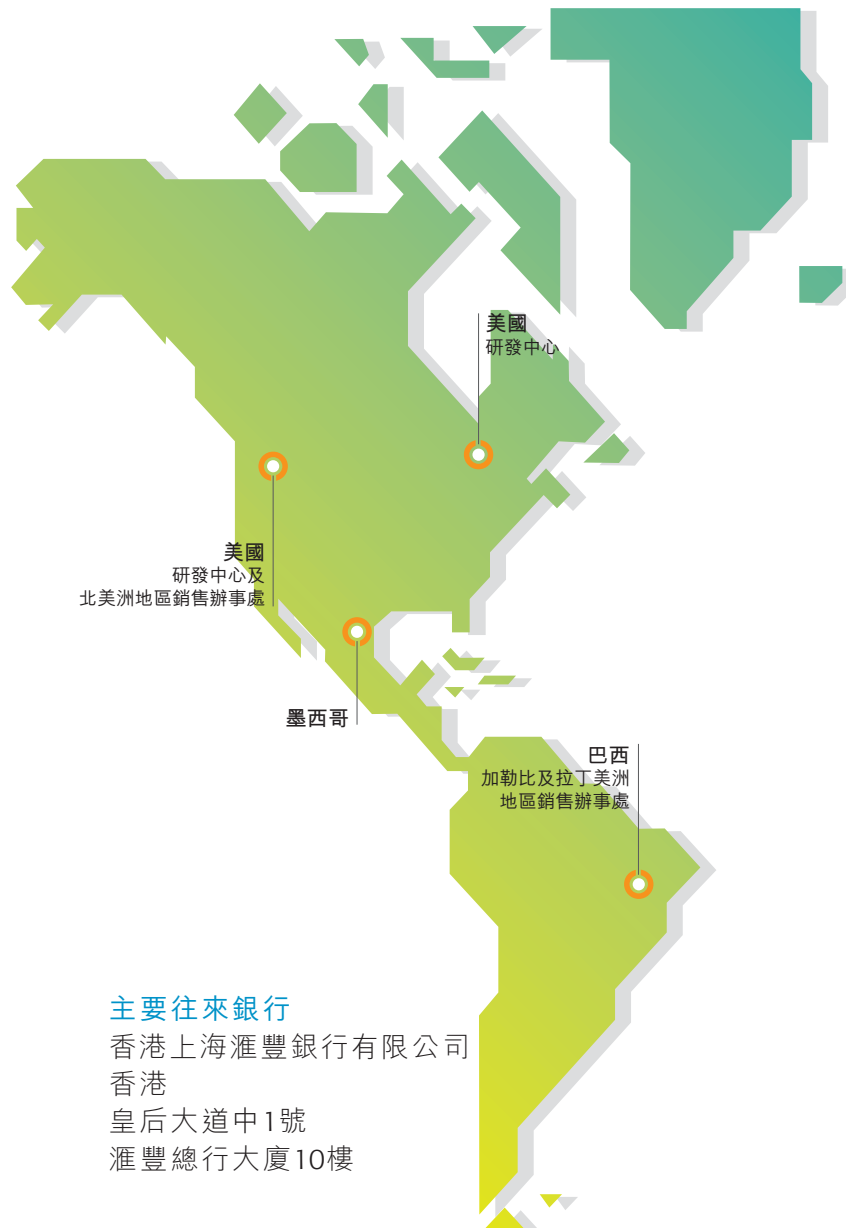 美國
研發中心
美國
研發中心及
北美洲地區銷售辦事處
墨西哥
巴西
加勒比及拉丁美洲
地區銷售辦事處
主要往來銀行
香港上海滙豐銀行有限公司
香港
皇后大道中1號
滙豐總行大廈10樓